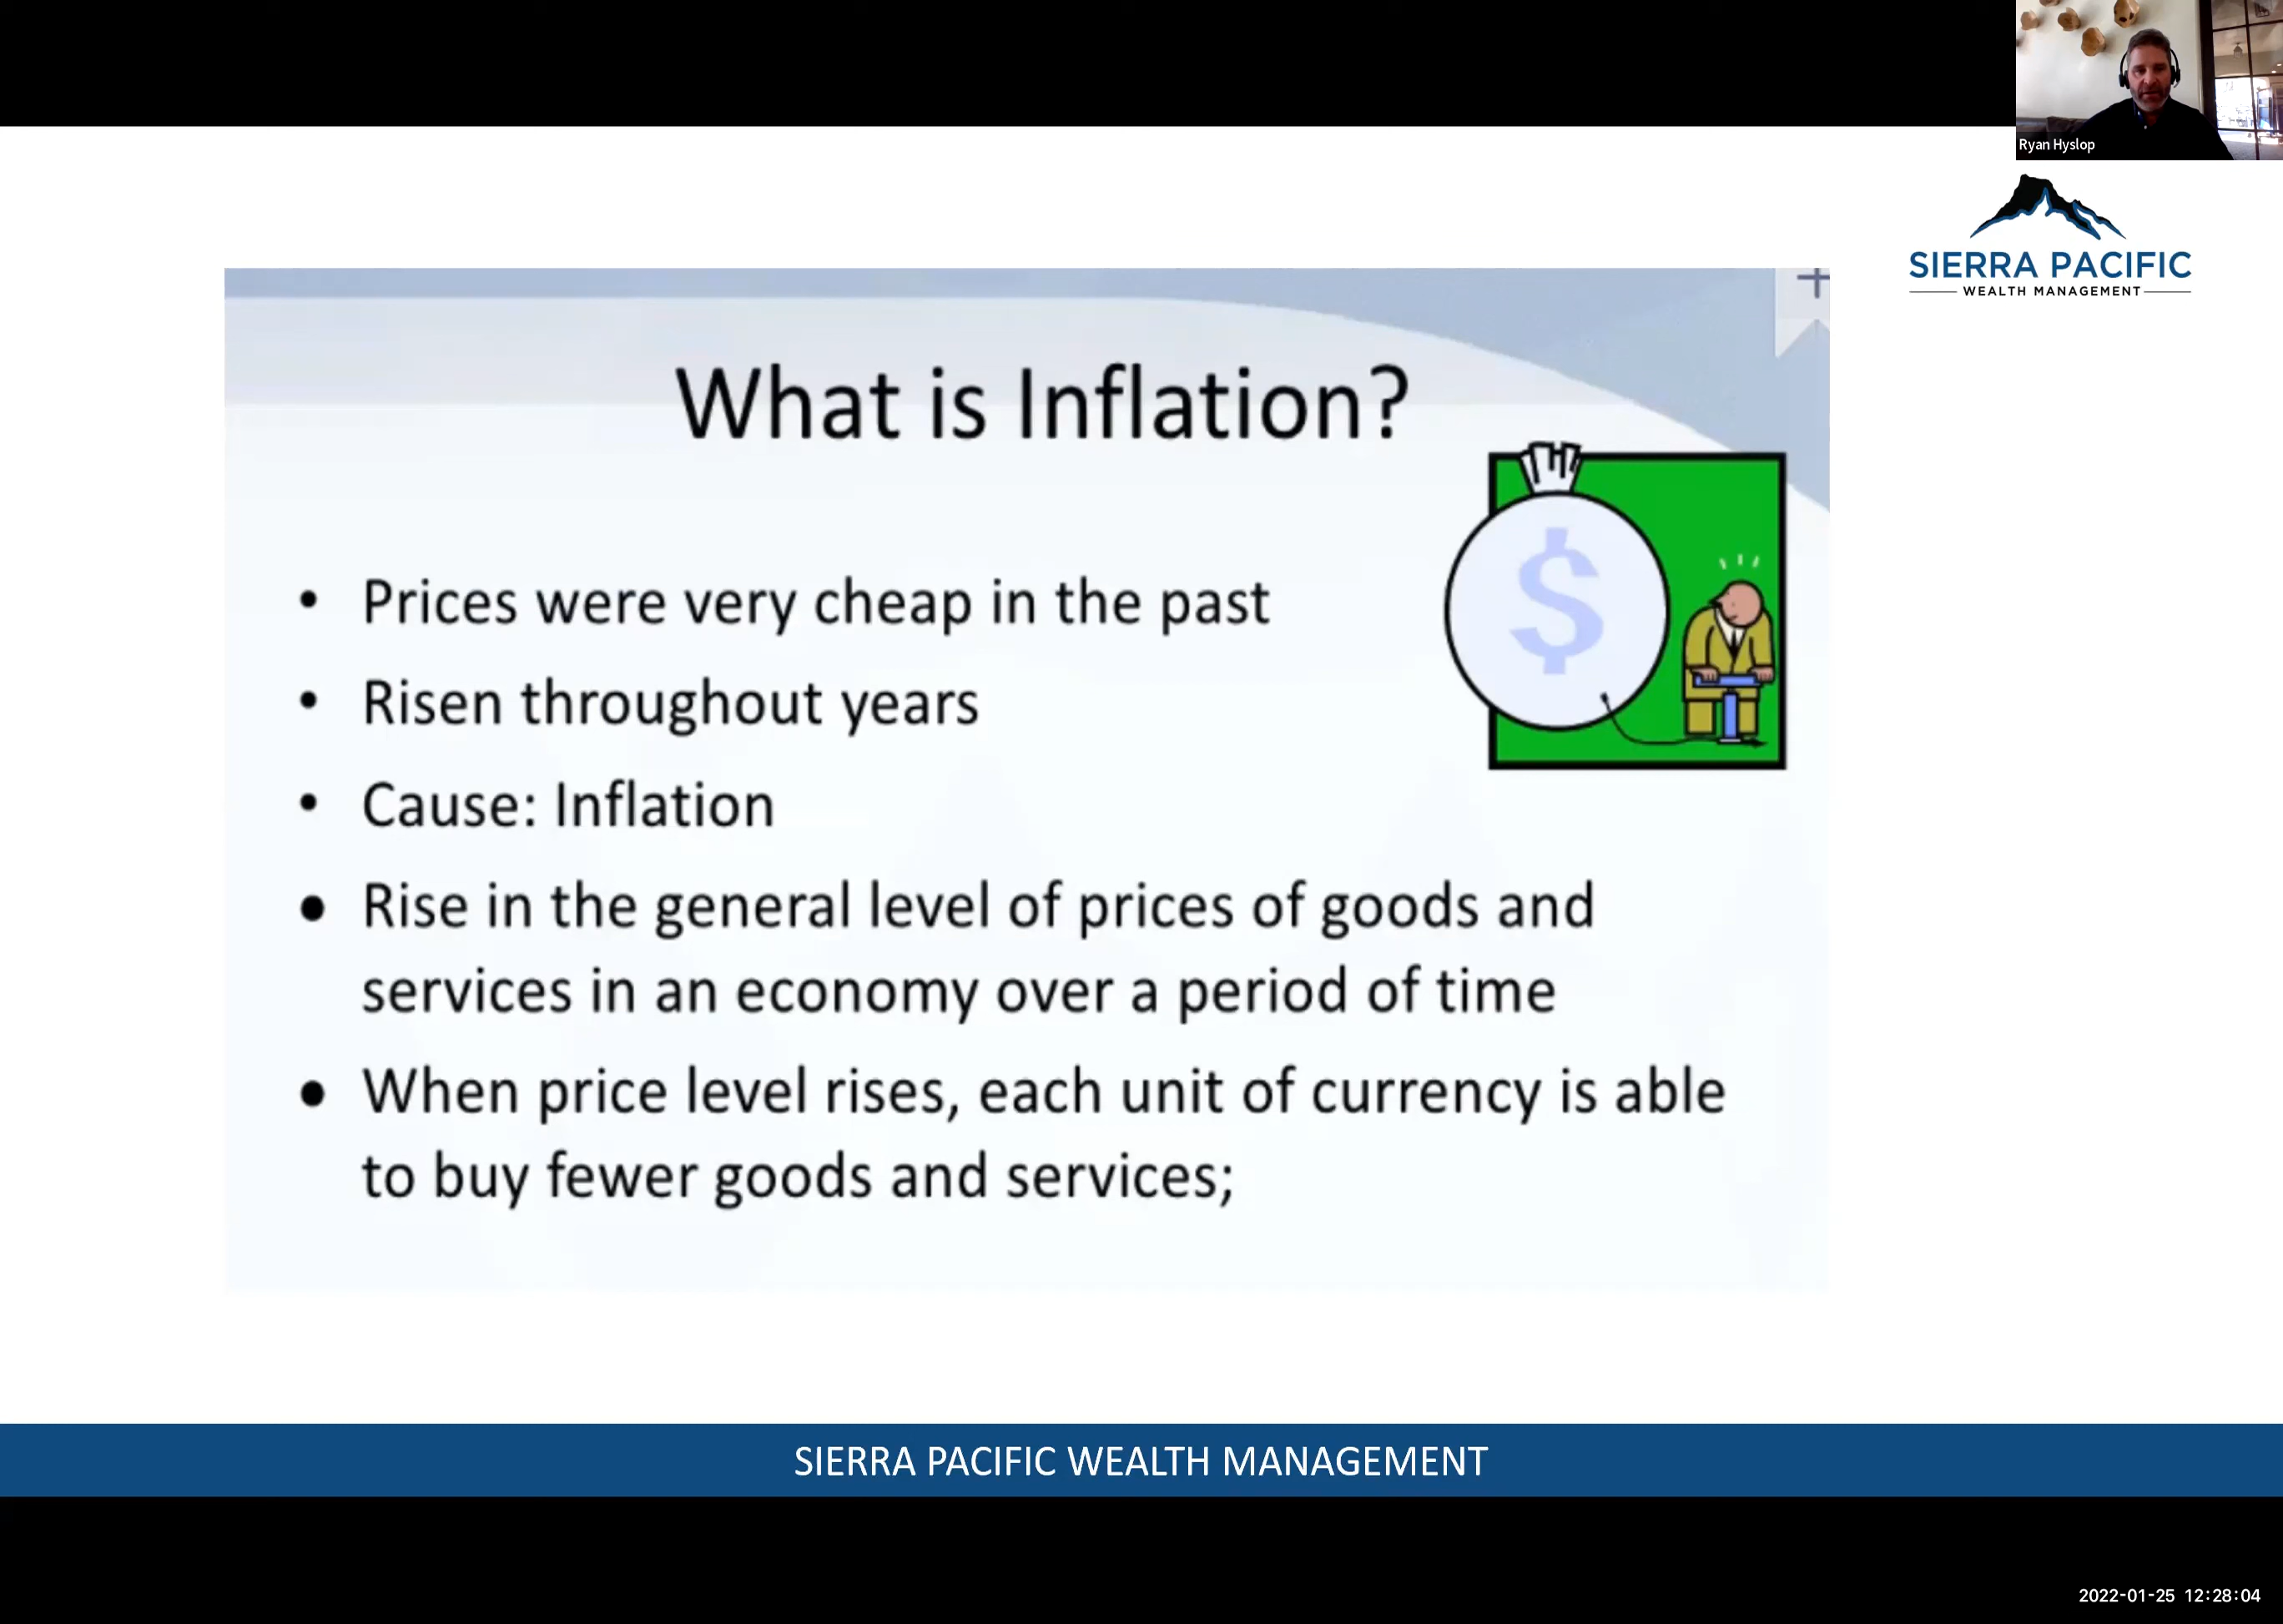 Ryan Hyslop
SIERRA PACIFIC
WEALTH MANAGEMENT
What is Inflation?
$
• Prices were very cheap in the past
• Risen throughout years
• Cause: Inflation
• Rise in the general level of prices of goods and
services in an economy over a period of time
• When price level rises, each unit of currency is able
to buy fewer goods and services;
SIERRA PACIFIC WEALTH MANAGEMENT
2022-01-25 12:28:04